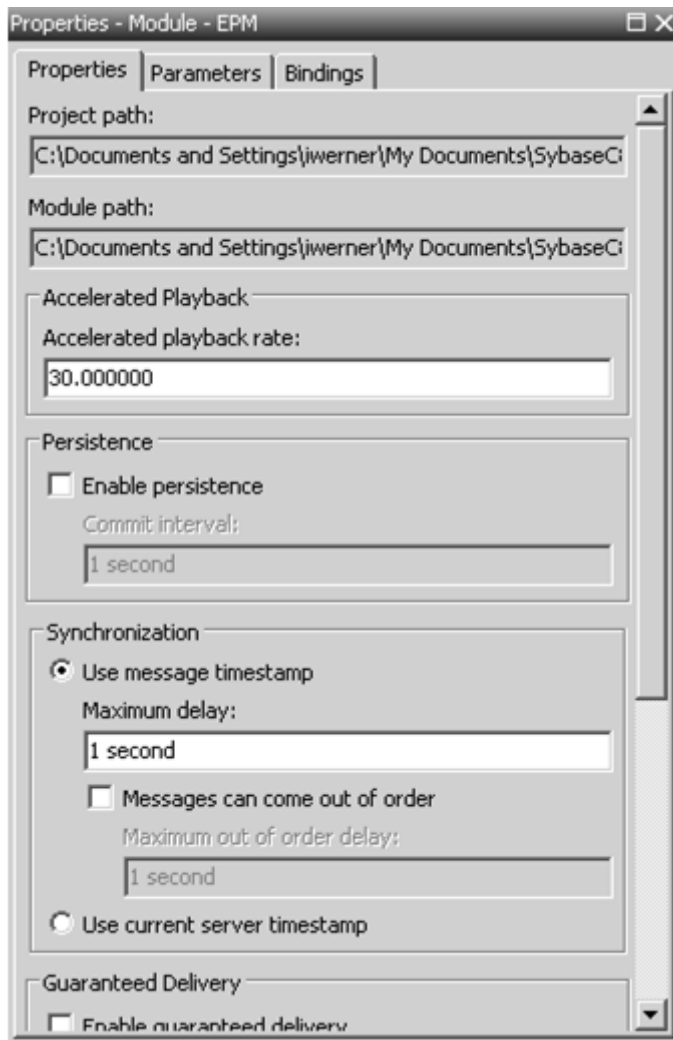 Properties - Module - EPM
Properties Parameters Bindings
Project path:
C:\Documents and Settings\iwerner\My Documents\SybaseC
Module path:
C:\Documents and Settings\iwerner\My Documents\SybaseC
Accelerated Playback
Accelerated playback rate:
30.000000
Persistence
Enable persistence
Commit interval:
1 second
Synchronization
Use message timestamp
Maximum delay:
1 second
Messages can come out of order
Maximum out of order delay:
1 second
Use current server timestamp
Guaranteed Delivery
Enable guaranteed delivery